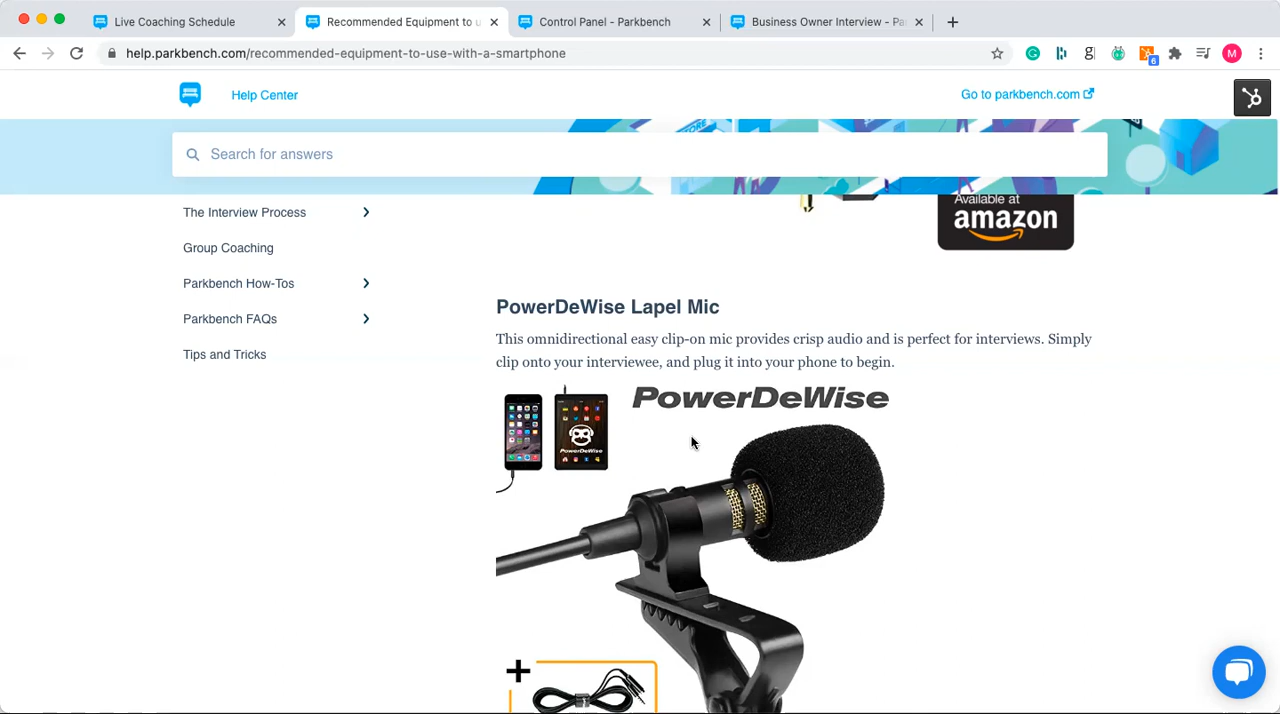 Live Coaching Schedule
Recommended Equipment to u
Control Panel - Parkbench
Business Owner Interview - Pa
help.parkbench.com/recommended-equipment-to-use-with-a-smartphone
6
M
Help Center
Go to parkbench.com
Search for answers
The Interview Process
Group Coaching
Parkbench How-Tos
Parkbench FAQs
Tips and Tricks
Available at
amazon
PowerDeWise Lapel Mic
This omnidirectional easy clip-on mic provides crisp audio and is perfect for interviews. Simply
clip onto your interviewee, and plug it into your phone to begin.
PowerDeWise
PowerDeWise
+